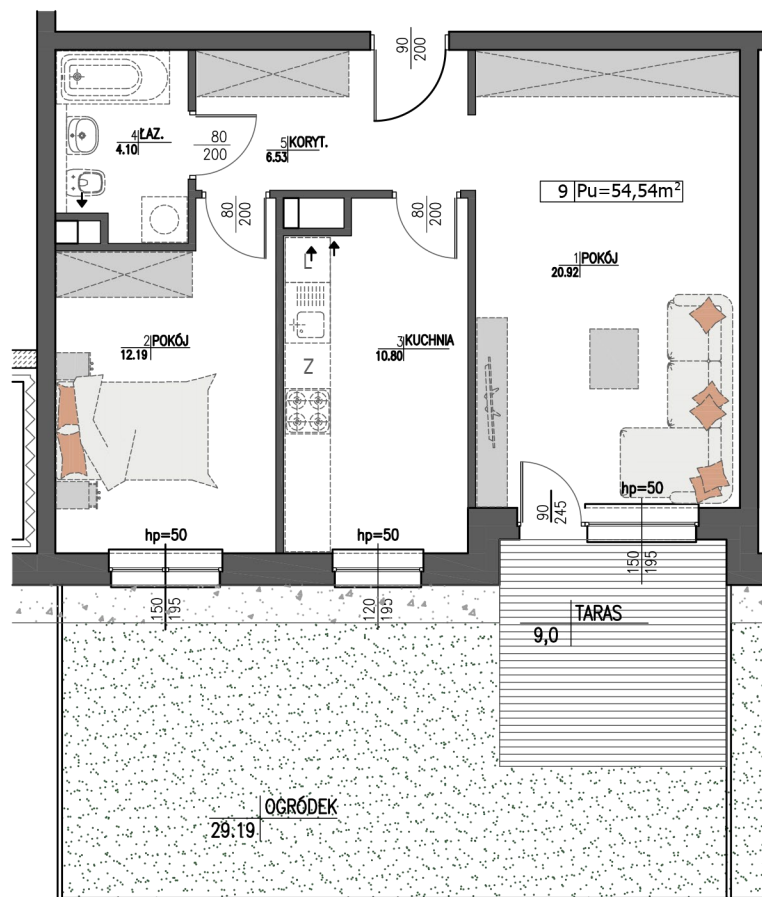 90
200
4 ŁAZ.
4.10
80
200
5 KORYT.
6.53
9 Pu=54,54m²
80
200
80
200
1 POKÓJ
20.92
L
2 POKÓJ
12.19
3 KUCHNIA
10.80
Z
hp=50
hp=50
90
245
hp=50
150
195
120
195
150
195
TARAS
9,0
OGRÓDEK
29.19